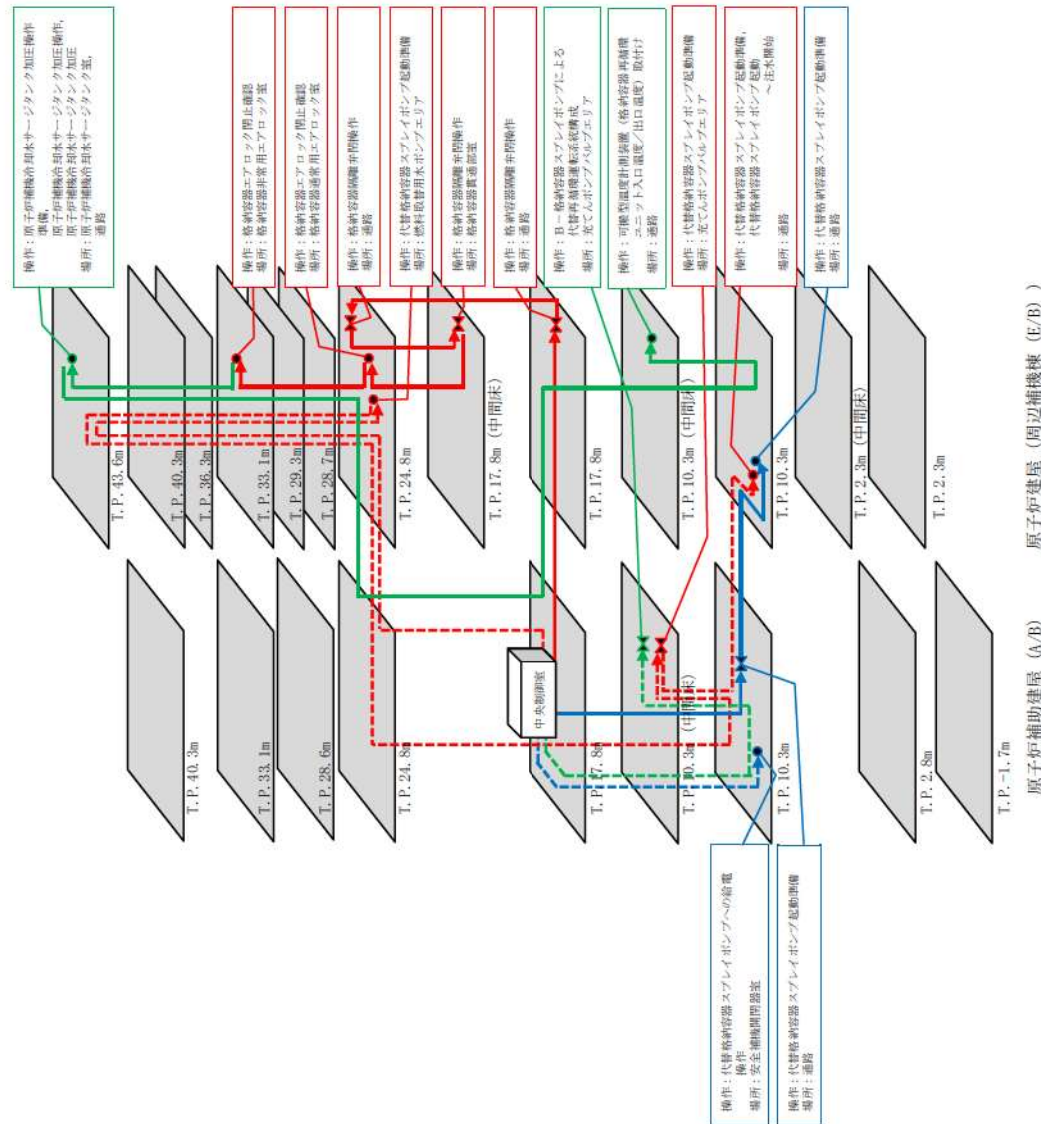 操作：原子炉補機冷却水サージタンク加圧操作
準備,
原子炉補機冷却水サージタンク加圧操作,
原子炉補機冷却水サージタンク加圧
場所：原子炉補機冷却水サージタンク室,
通路
操作：格納容器エアロック閉止確認
場所：格納容器非常用エアロック室
操作：格納容器エアロック閉止確認
場所：格納容器通常用エアロック室
操作：格納容器隔離弁閉操作
場所：通路
操作：代替格納容器スプレイポンプ起動準備
場所：燃料取替用水ポンプエリア
操作：格納容器隔離弁閉操作
場所：格納容器貫通部室
操作：格納容器隔離弁閉操作
場所：通路
操作：B－格納容器スプレイポンプによる
代替再循環運転系統構成
場所：充てんポンプバルブエリア
操作：可搬型温度計測装置（格納容器再循環
ユニット入口温度／出口温度）取付け
場所：通路
操作：代替格納容器スプレイポンプ起動準備
場所：充てんポンプバルブエリア
操作：代替格納容器スプレイポンプ起動準備,
代替格納容器スプレイポンプ起動
～注水開始
場所：通路
操作：代替格納容器スプレイポンプ起動準備
場所：通路
T.P.43.6m
T.P.40.3m
T.P.36.3m
T.P.33.1m
T.P.29.3m
T.P.28.7m
T.P.24.8m
T.P.17.8m（中間床）
T.P.17.8m
T.P.10.3m（中間床）
T.P.10.3m
T.P.2.3m（中間床）
T.P.2.3m
原子炉建屋（周辺補機棟（E/B））
中央制御室
T.P.40.3m
T.P.33.1m
T.P.28.6m
T.P.24.8m
T.P.17.8m
T.P.10.3m（中間床）
T.P.10.3m
T.P.2.8m
T.P.-1.7m
原子炉補助建屋（A/B）
操作：代替格納容器スプレイポンプへの給電
操作
場所：安全補機開閉器室
操作：代替格納容器スプレイポンプ起動準備
場所：通路